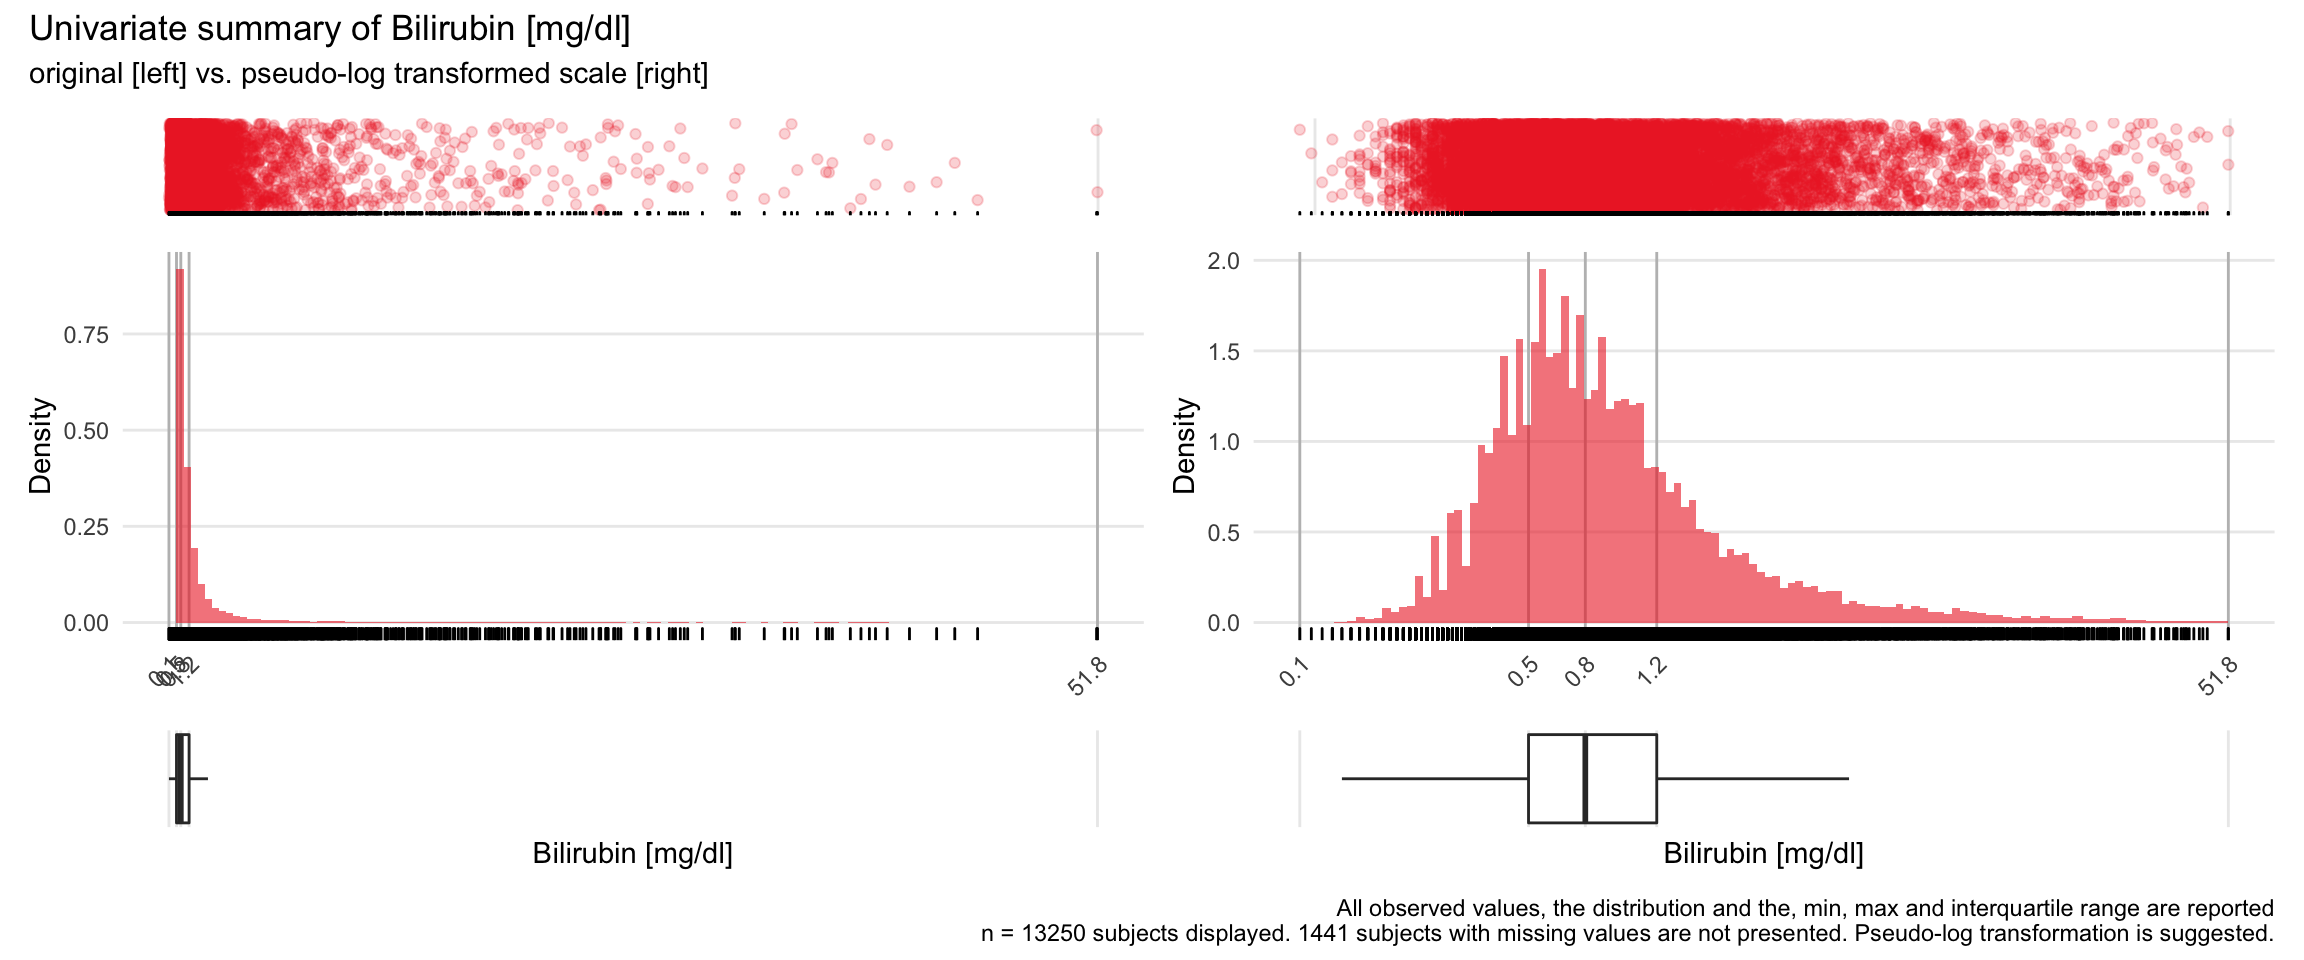 Univariate summary of Bilirubin [mg/dl]
original [left] vs. pseudo-log transformed scale [right]
Density
0.75
0.50
0.25
0.00
1.2
51.8
Bilirubin [mg/dl]
Density
2.0
1.5
1.0
0.5
0.0
0.1
0.5
0.8
1.2
51.8
Bilirubin [mg/dl]
All observed values, the distribution and the, min, max and interquartile range are reported
n = 13250 subjects displayed. 1441 subjects with missing values are not presented. Pseudo-log transformation is suggested.